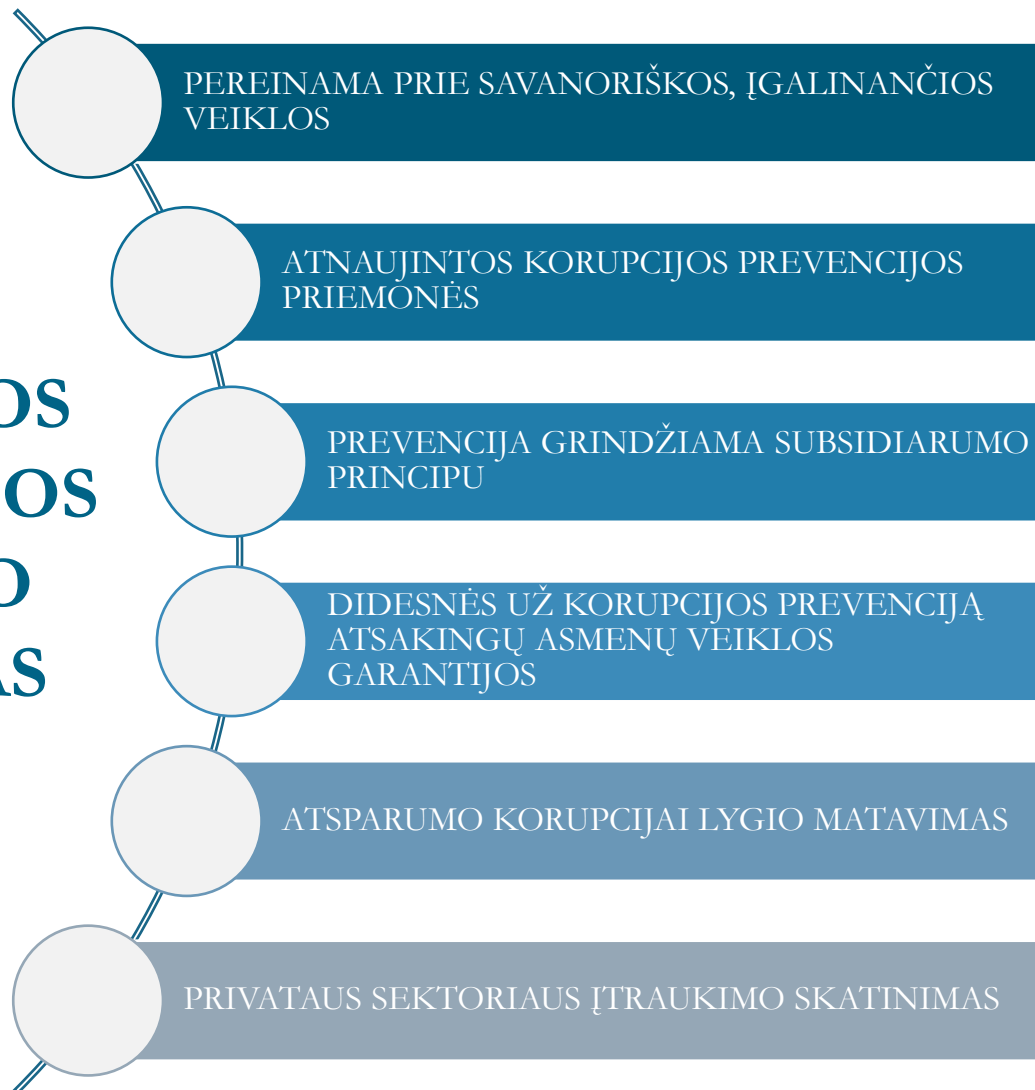 PEREINAMA PRIE SAVANORIŠKOS, ĮGALINANČIOS
VEIKLOS
ATNAUJINTOS KORUPCIJOS PREVENCIJOS
PRIEMONĖS
PREVENCIJA GRINDŽIAMA SUBSIDIARUMO
PRINCIPU
DIDESNĖS UŽ KORUPCIJOS PREVENCIJĄ
ATSAKINGŲ ASMENŲ VEIKLOS
GARANTIJOS
ATSPARUMO KORUPCIJAI LYGIO MATAVIMAS
PRIVATAUS SEKTORIAUS ĮTRAUKIMO SKATINIMAS